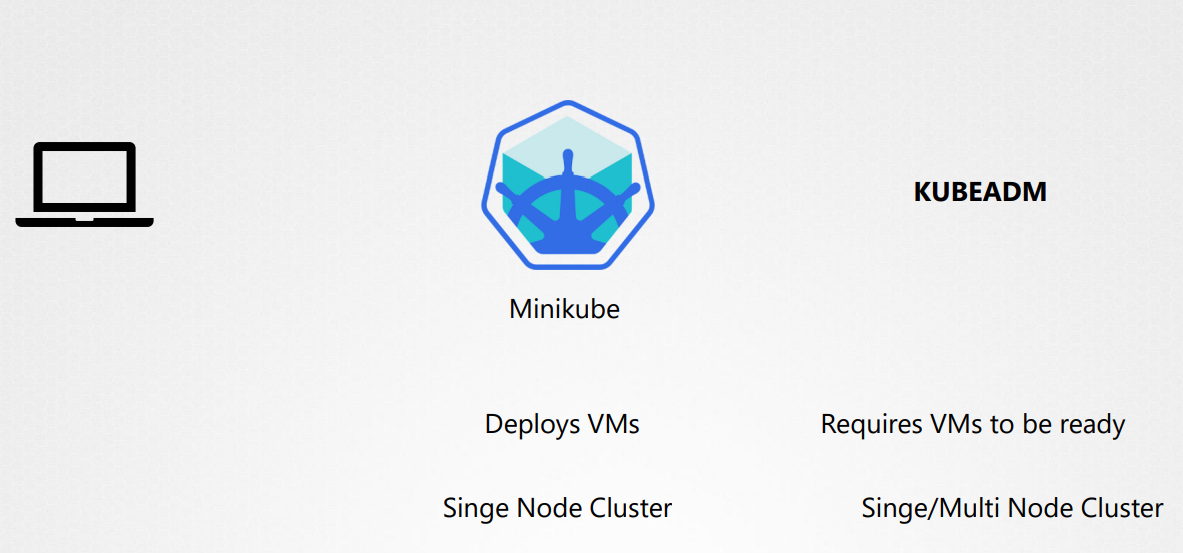 KUBEADM
Minikube
Deploys VMs
Requires VMs to be ready
Singe Node Cluster
Singe/Multi Node Cluster